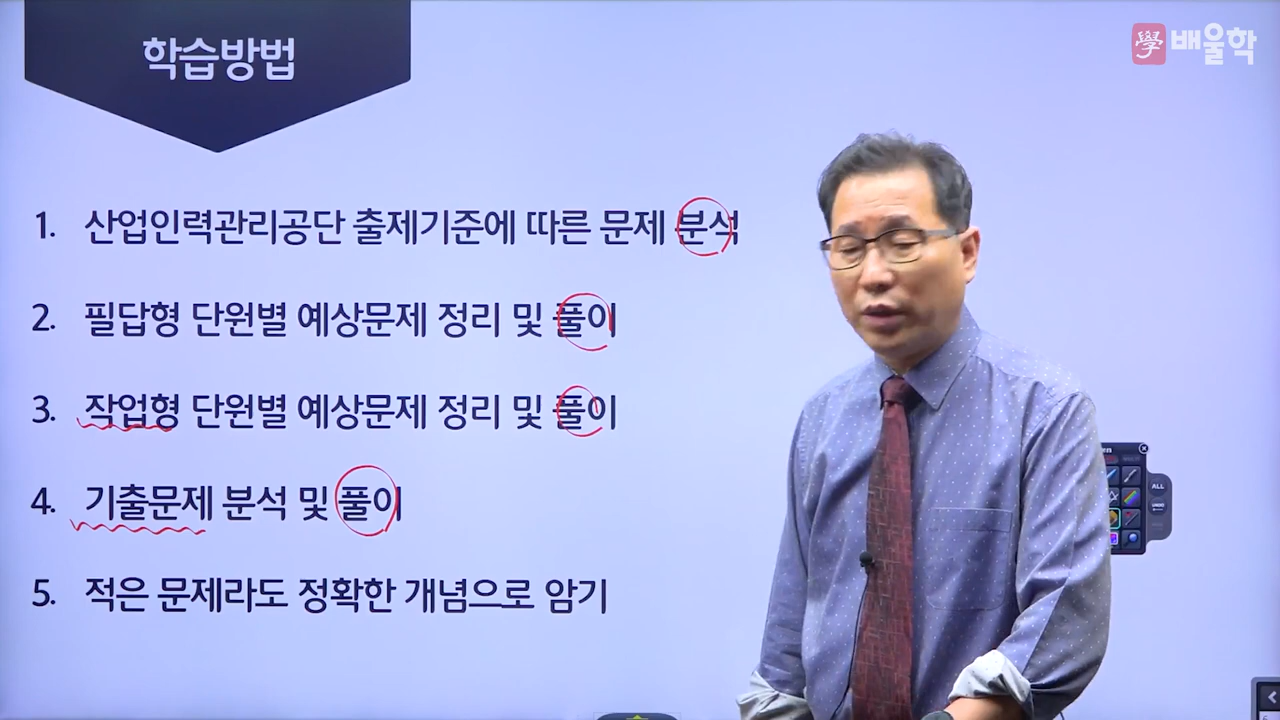 학습방법
學 배울학
1. 산업인력관리공단 출제기준에 따른 문제 분석
2. 필답형 단원별 예상문제 정리 및 풀이
3. 작업형 단원별 예상문제 정리 및 풀이
4. 기출문제 분석 및 풀이
5. 적은 문제라도 정확한 개념으로 암기
ALL
UNDO